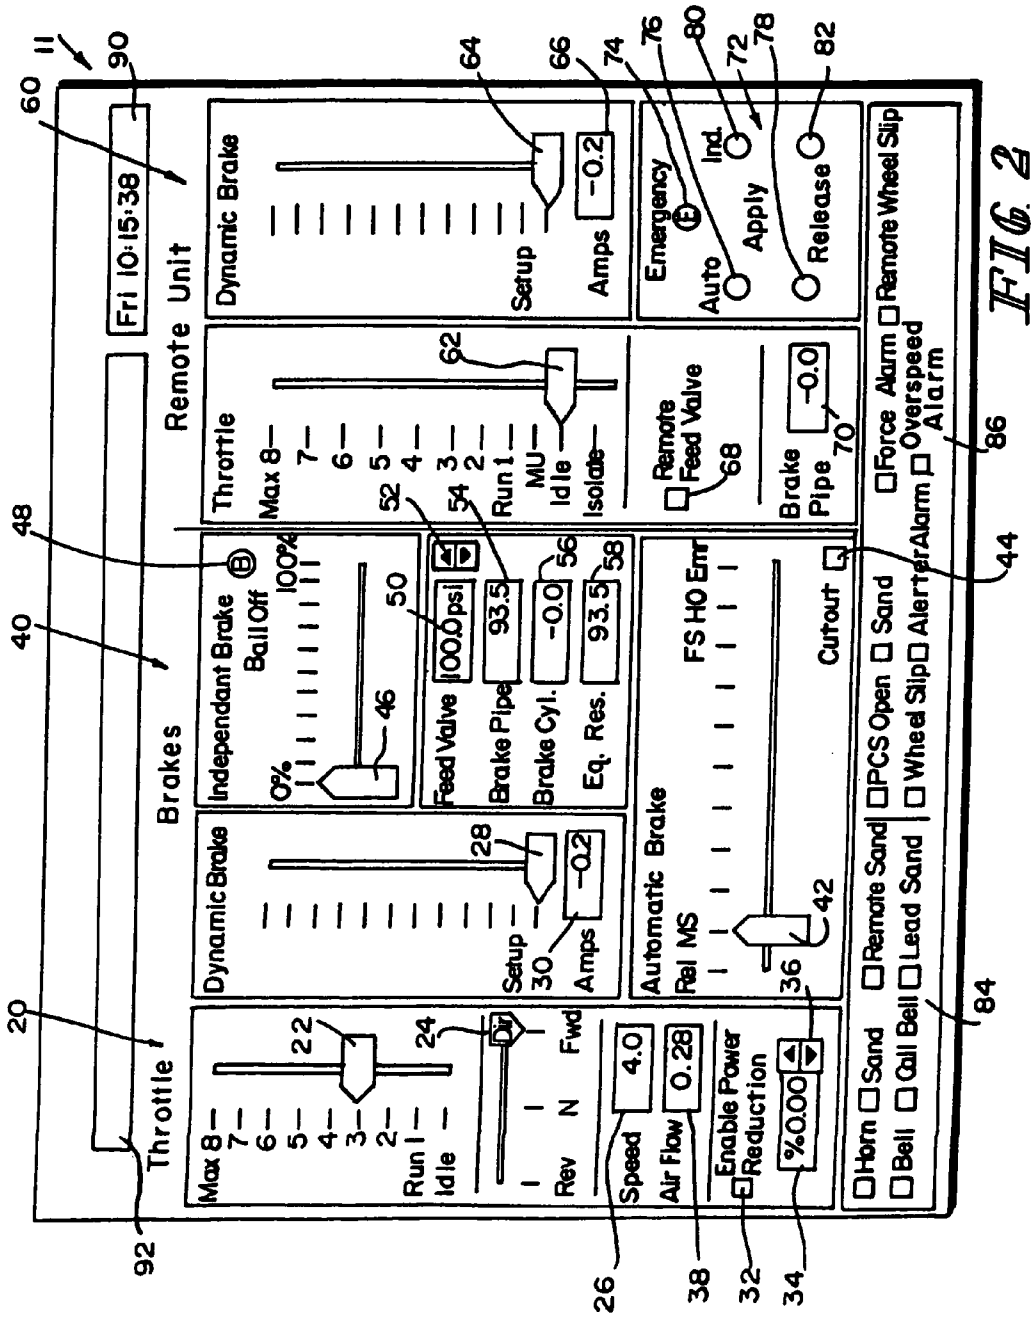 11
60
90
Fri 10:15:38
20
40
48
92
Throttle
Brakes
Remote Unit
Max 8
7
6
5
4
3
2
Run 1
Idle
22
24
Dir
Rev N Fwd
26
Speed 4.0
38
Air Flow 0.28
32
Enable Power
Reduction
34
%0.00
36
Dynamic Brake
Setup
28
30
Amps -0.2
Independant Brake
Bail Off B
0% 100%
46
50
52
54
56
58
Feed Valve 100.0 psi
Brake Pipe 93.5
Brake Cyl. -0.0
Eq. Res. 93.5
Automatic Brake
Rel MS FS HO Emr
42
Cutout
44
Throttle
Max 8
7
6
5
4
3
2
Run 1
MU
Idle
Isolate
62
Remote
Feed Valve
68
Brake
Pipe -0.0
70
Dynamic Brake
Setup
64
66
Amps -0.2
Emergency
E
Auto Ind.
Apply
Release
74
76
80
72
78
82
Horn Sand Remote Sand
Bell Call Bell Lead Sand
84
PCS Open Sand Force Alarm Remote Wheel Slip
Wheel Slip Alerter Alarm Overspeed
Alarm
86
FIG. 2